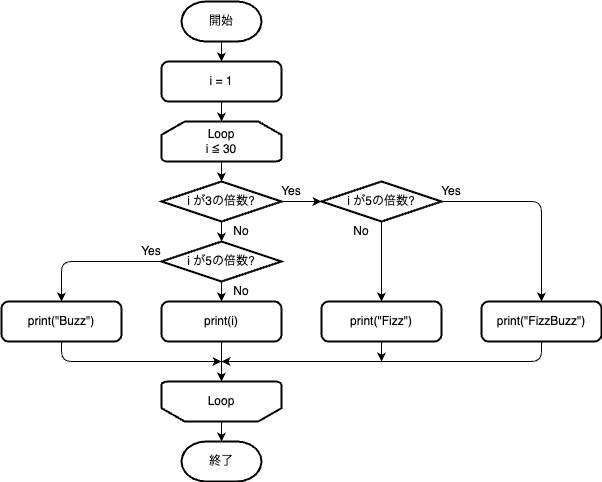 開始
i = 1
Loop
i ≦ 30
i が3の倍数?
Yes
i が5の倍数?
Yes
No
No
Yes
i が5の倍数?
No
print("Buzz")
print(i)
print("Fizz")
print("FizzBuzz")
Loop
終了